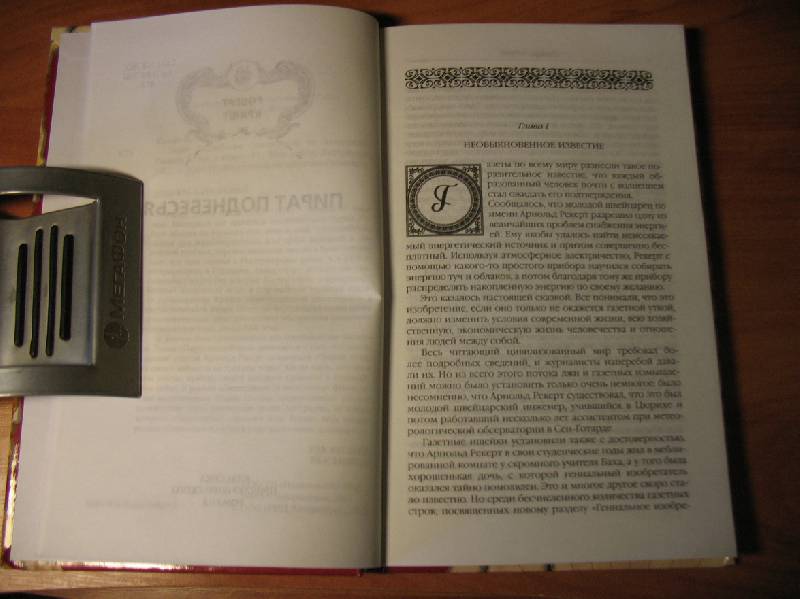 МЕГАФОН
РОБЕРТ
КРАФТ
ПИРАТ ПОДНЕБЕСЬЯ
Глава I
НЕОБЫКНОВЕННОЕ ИЗВЕСТИЕ
Г
азеты по всему миру разнесли такое по-
разительное известие, что каждый об-
разованный человек почти с волнением
стал ожидать его подтверждения.
Сообщалось, что молодой швейцарец по
имени Арнольд Рекерт разрешил одну из
величайших проблем снабжения энерги-
ей. Ему якобы удалось найти неиссякае-
мый энергетический источник и притом совершенно бес-
платный. Используя атмосферное электричество, Рекерт с
помощью какого-то простого прибора научился собирать
энергию туч и облаков, а потом благодаря тому же прибору
распределять накопленную энергию по своему желанию.
Это казалось настоящей сказкой. Все понимали, что это
изобретение, если оно только не окажется газетной уткой,
должно изменить условия современной жизни, всю хозяй-
ственную, экономическую жизнь человечества и отноше-
ния людей между собой.
Весь читающий цивилизованный мир требовал бо-
лее подробных сведений, и журналисты наперебой дава-
ли их. Но из всего этого потока лжи и газетных измышле-
ний можно было установить только очень немногое: было
несомненно, что Арнольд Рекерт существовал, что это был
молодой швейцарский инженер, учившийся в Цюрихе и
потом работавший несколько лет ассистентом при метео-
рологической обсерватории в Сен-Готарде.
Газетные ищейки установили также с достоверностью,
что Арнольд Рекерт в свои студенческие годы жил в мебли-
рованной комнате у скромного учителя Баха, а у того была
хорошенькая дочь, с которой гениальный изобретатель
оказался тайно помолвлен. Это и многое другое скоро ста-
ло известно. Но среди бесчисленного количества газетных
строк, посвященных новому разделу «Гениальное изобре-